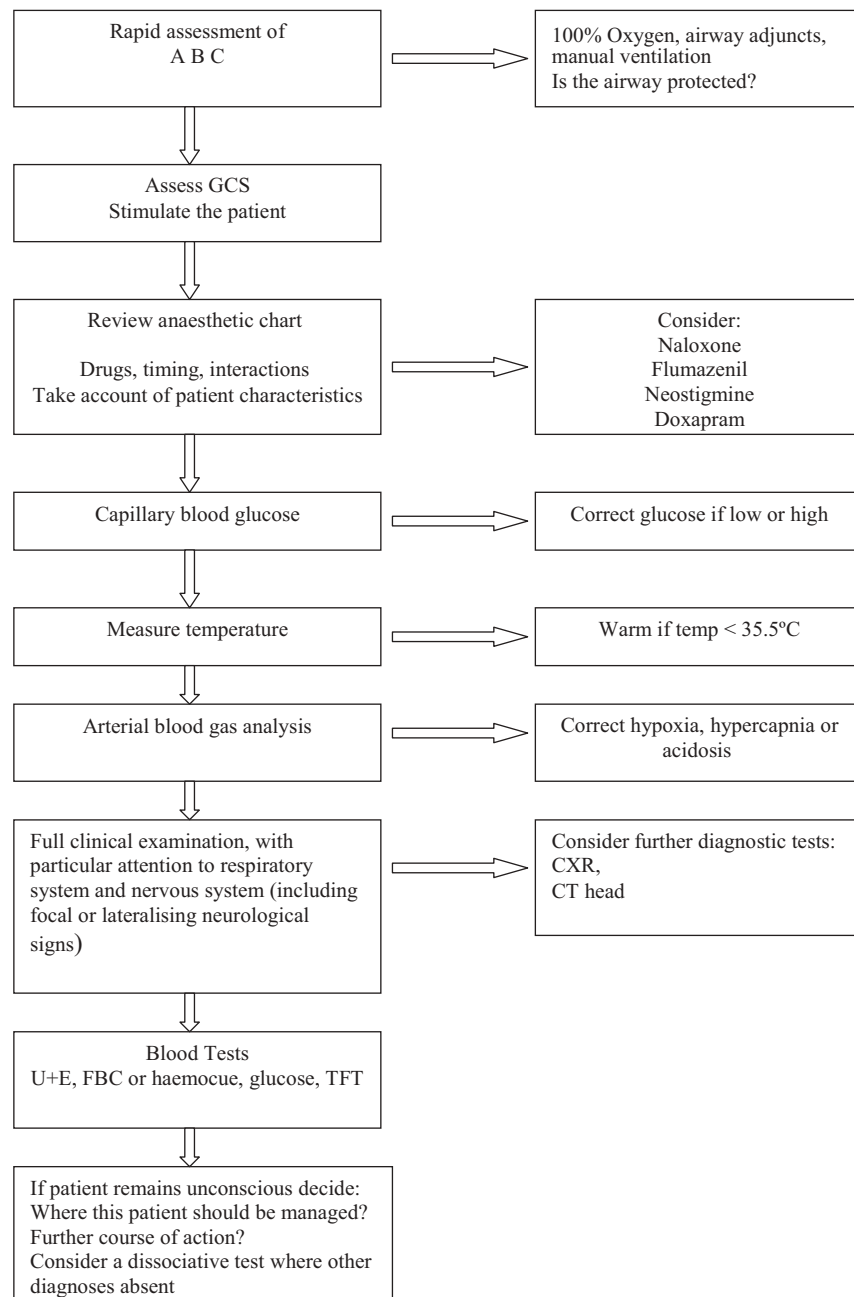 Rapid assessment of
A B C
100% Oxygen, airway adjuncts,
manual ventilation
Is the airway protected?
Assess GCS
Stimulate the patient
Review anaesthetic chart
Drugs, timing, interactions
Take account of patient characteristics
Consider:
Naloxone
Flumazenil
Neostigmine
Doxapram
Capillary blood glucose
Correct glucose if low or high
Measure temperature
Warm if temp < 35.5ºC
Arterial blood gas analysis
Correct hypoxia, hypercapnia or
acidosis
Full clinical examination, with
particular attention to respiratory
system and nervous system (including
focal or lateralising neurological
signs)
Consider further diagnostic tests:
CXR,
CT head
Blood Tests
U+E, FBC or haemocue, glucose, TFT
If patient remains unconscious decide:
Where this patient should be managed?
Further course of action?
Consider a dissociative test where other
diagnoses absent